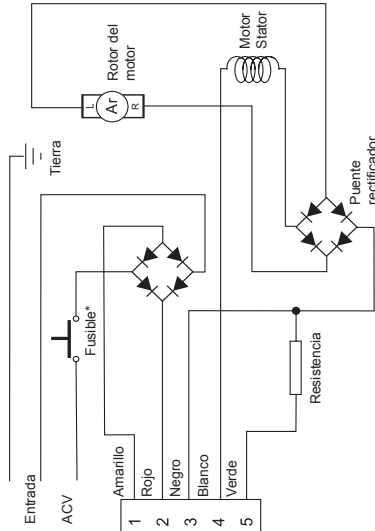 Entrada
ACV
Fusible*
Tierra
Rotor del
motor
L
Ar
R
Motor
Stator
Amarillo
1
Rojo
2
Negro
3
Blanco
4
Verde
5
Resistencia
Puente
rectificador